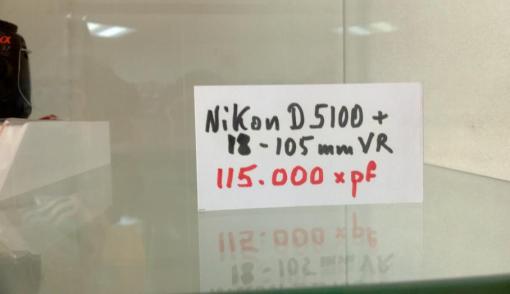 Nikon D5100 +
18-105mm VR
115.000 xpf